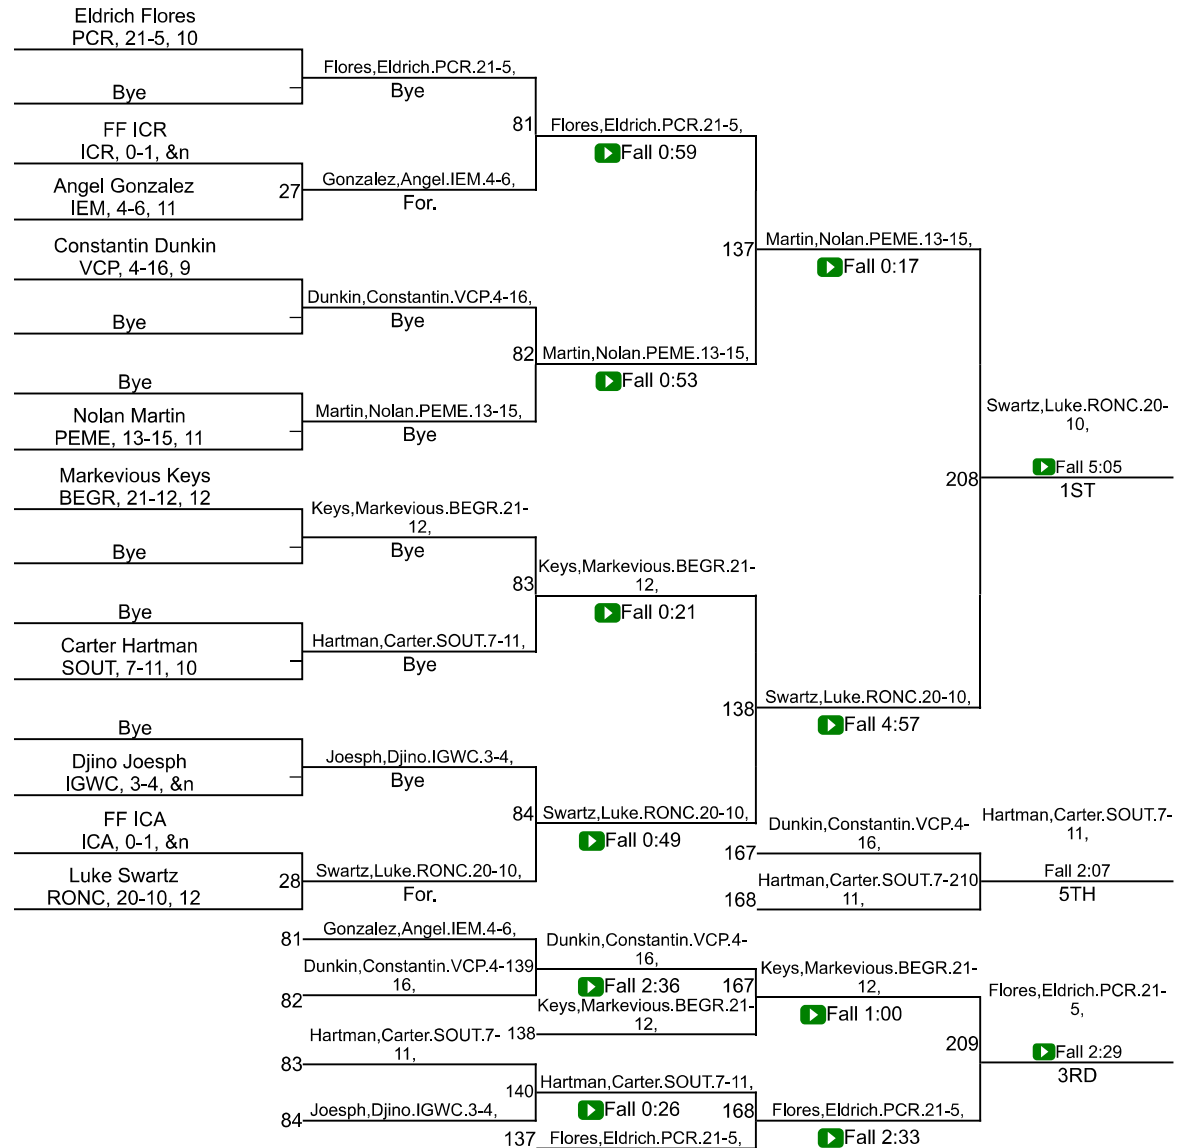 Eldrich Flores
PCR, 21-5, 10
Flores,Eldrich.PCR.21-5,
Bye
Bye
81
Flores,Eldrich.PCR.21-5,
Fall 0:59
FF ICR
ICR, 0-1, &n
27
Gonzalez,Angel.IEM.4-6,
For.
Angel Gonzalez
IEM, 4-6, 11
137
Martin,Nolan.PEME.13-15,
Fall 0:17
Constantin Dunkin
VCP, 4-16, 9
Dunkin,Constantin.VCP.4-16,
Bye
Bye
82
Martin,Nolan.PEME.13-15,
Fall 0:53
Bye
Nolan Martin
PEME, 13-15, 11
Martin,Nolan.PEME.13-15,
Bye
Swartz,Luke.RONC.20-
10,
208
Fall 5:05
1ST
Markevious Keys
BEGR, 21-12, 12
Keys,Markevious.BEGR.21-
12,
Bye
Bye
83
Keys,Markevious.BEGR.21-
12,
Fall 0:21
Bye
Carter Hartman
SOUT, 7-11, 10
Hartman,Carter.SOUT.7-11,
Bye
138
Swartz,Luke.RONC.20-10,
Fall 4:57
Bye
Djino Joesph
IGWC, 3-4, &n
Joesph,Djino.IGWC.3-4,
Bye
84
Swartz,Luke.RONC.20-10,
Fall 0:49
FF ICA
ICA, 0-1, &n
28
Swartz,Luke.RONC.20-10,
For.
Luke Swartz
RONC, 20-10, 12
167
Dunkin,Constantin.VCP.4-
16,
Hartman,Carter.SOUT.7-
11,
168
Hartman,Carter.SOUT.7-210
11,
Fall 2:07
5TH
81
Gonzalez,Angel.IEM.4-6,
82
Dunkin,Constantin.VCP.4-139
16,
Dunkin,Constantin.VCP.4-
16,
Fall 2:36
167
138
Keys,Markevious.BEGR.21-
12,
Keys,Markevious.BEGR.21-
12,
Fall 1:00
Flores,Eldrich.PCR.21-
5,
209
Fall 2:29
3RD
83
Hartman,Carter.SOUT.7-
11,
140
Hartman,Carter.SOUT.7-11,
Fall 0:26
168
84
Joesph,Djino.IGWC.3-4,
Flores,Eldrich.PCR.21-5,
Fall 2:33
137
Flores,Eldrich.PCR.21-5,